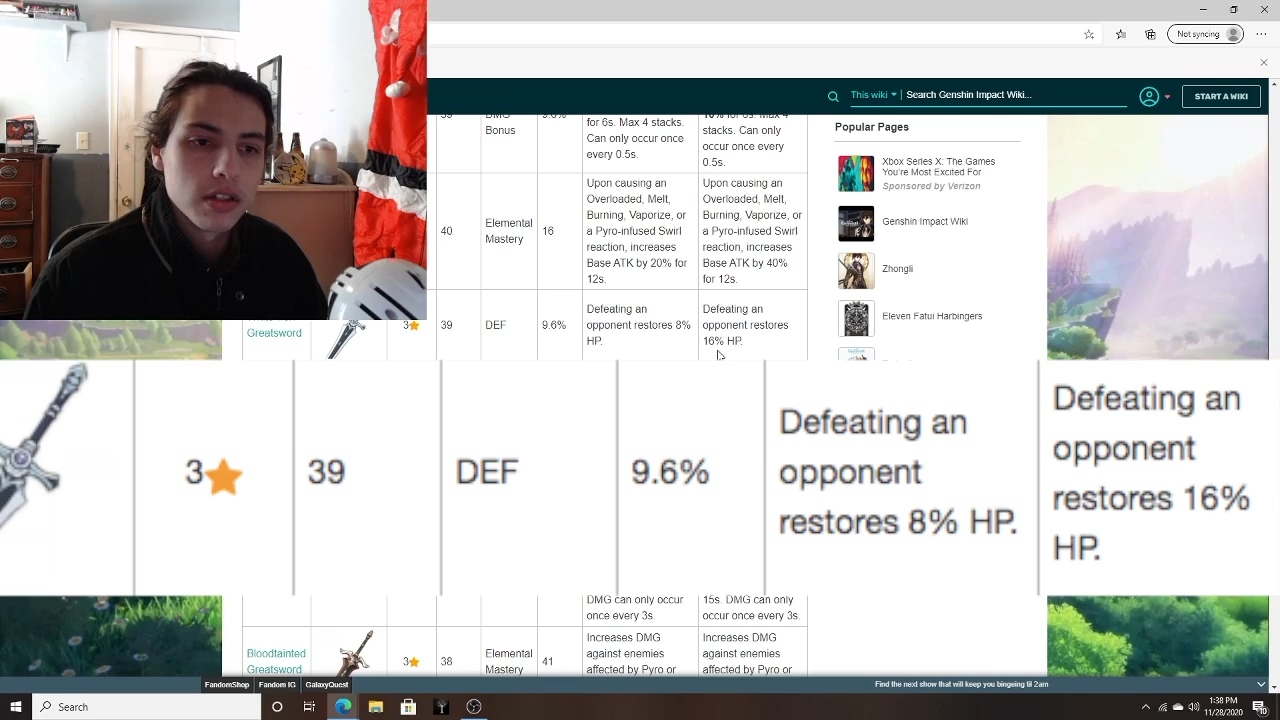 Not syncing
This wiki
Search Genshin Impact Wiki...
START A WIKI
DMG
9.6%
Bonus
for 6s. Max 4
stacks. Can only
Can only occur once
every 0.5s.
stacks. Can only
occur once every
0.5s.
40
Elemental
Mastery
16
Upon causing an
Overloaded, Melt,
Burning, Vaporize, or
a Pyro-infused Swirl
reaction, increases
Base ATK by 20% for
12s.
Upon causing an
Overloaded, Melt,
Burning, Vaporize, or
a Pyro-infused Swirl
reaction, increases
Base ATK by 40%
for 12s.
Greatsword
3
39
DEF
9.6%
Defeating an
opponent restores 8%
HP.
Defeating an
opponent restores
16% HP.
Popular Pages
Xbox Series X: The Games
You're Most Excited For
Sponsored by Verizon
Genshin Impact Wiki
Zhongli
Eleven Fatui Harbingers
3
39
DEF
9.6%
Defeating an
opponent
restores 8% HP.
Defeating an
opponent
restores 16%
HP.
DMG can only occur
once every 3s.
15s. DMG can only
occur once every 3s.
Bloodtainted
Greatsword
3
38
Elemental
Mastery
41
Increases DMG
against enemies
affected by Pyro or
Increases DMG
against enemies
affected by Pyro or
FandomShop
Fandom IG
GalaxyQuest
Find the next show that will keep you bingeing til 2am
Search
1:38 PM
11/28/2020